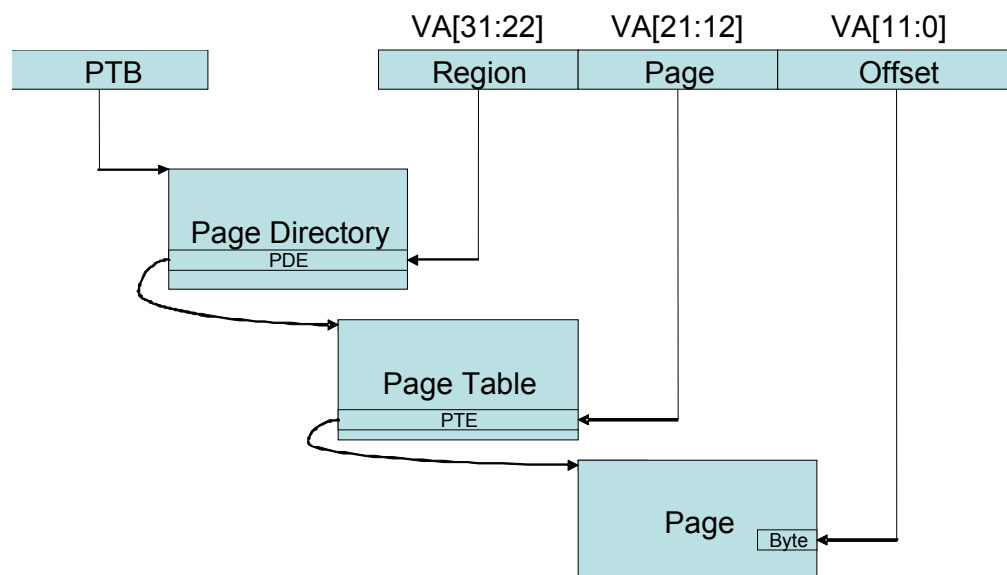 VA[31:22] VA[21:12] VA[11:0]
PTB Region Page Offset
Page Directory
PDE
Page Table
PTE
Page
Byte